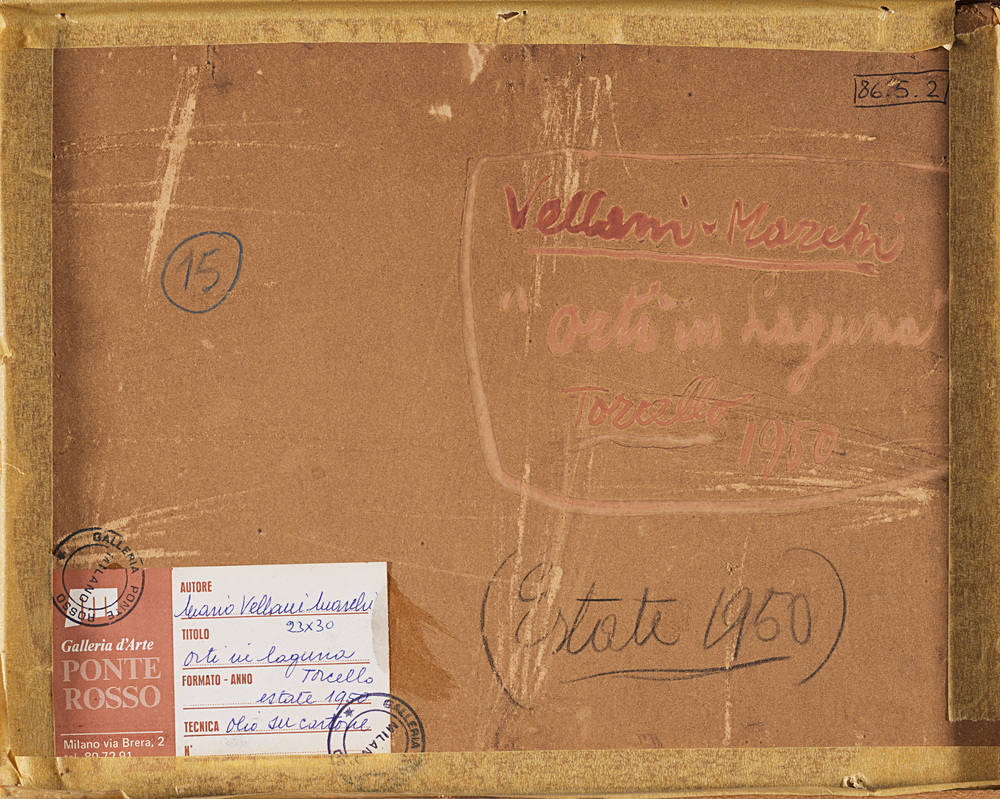 86.5.2
Vellani-Marchi
"Orti in Laguna"
Torcello
1950
15
Estate 1950
GALLERIA PONTE ROSSO
MILANO
Galleria d'Arte
PONTE
ROSSO
Milano via Brera, 2
AUTORE
Mario Vellani Marchi
TITOLO
23x30
Orti in laguna
FORMATO - ANNO
Torcello
estate 1950
TECNICA Olio su cartone
N°
GALLERIA
MILANO